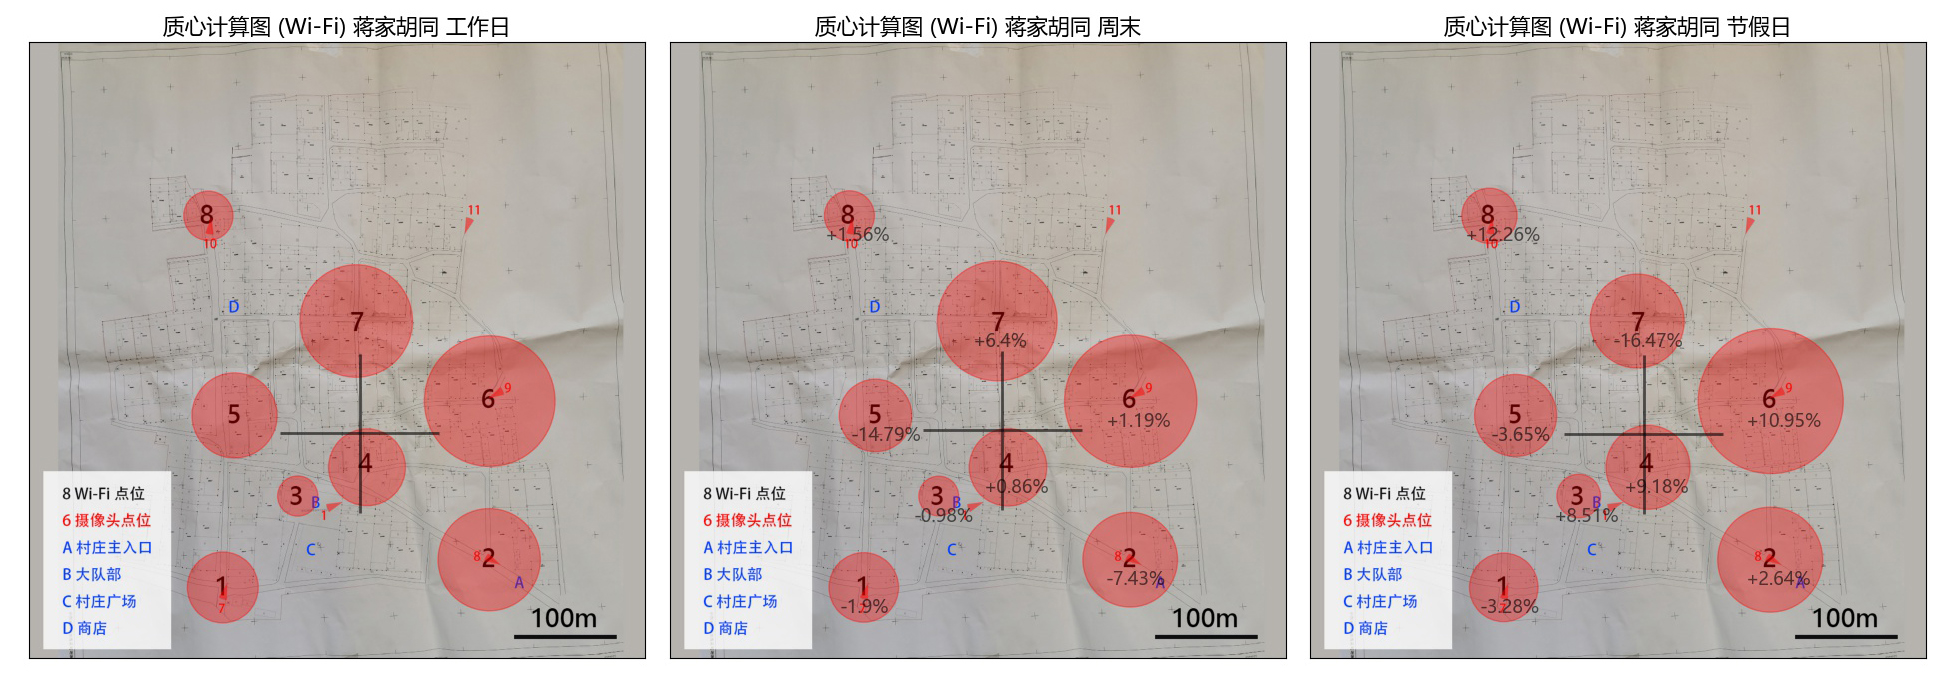 质心计算图 (Wi-Fi) 蒋家胡同 工作日
8
10
11
D
7
5
6
9
4
3
B
1
C
2
8
A
1
7
8 Wi-Fi 点位
6 摄像头点位
A 村庄主入口
B 大队部
C 村庄广场
D 商店
100m
质心计算图 (Wi-Fi) 蒋家胡同 周末
8
+1.56%
10
11
D
7
+6.4%
5
-14.79%
6
9
+1.19%
4
+0.86%
3
B
-0.98%
C
2
8
-7.43%
A
1
-1.9%
8 Wi-Fi 点位
6 摄像头点位
A 村庄主入口
B 大队部
C 村庄广场
D 商店
100m
质心计算图 (Wi-Fi) 蒋家胡同 节假日
8
+12.26%
10
11
D
7
-16.47%
5
-3.65%
6
9
+10.95%
4
+9.18%
3
B
+8.51%
C
2
8
+2.64%
A
1
-3.28%
8 Wi-Fi 点位
6 摄像头点位
A 村庄主入口
B 大队部
C 村庄广场
D 商店
100m